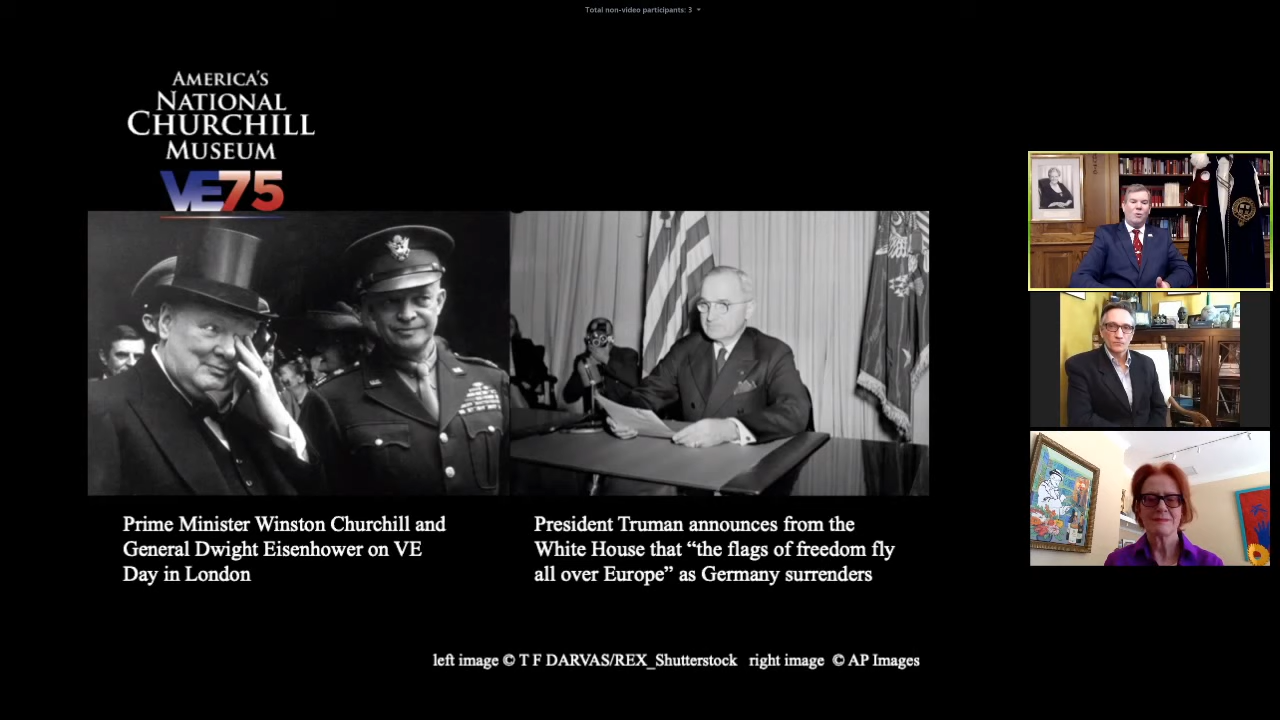 Total non-video participants: 3
AMERICA'S
NATIONAL
CHURCHILL
MUSEUM
VE75
Prime Minister Winston Churchill and
General Dwight Eisenhower on VE
Day in London
President Truman announces from the
White House that “the flags of freedom fly
all over Europe” as Germany surrenders
left image © T F DARVAS/REX_Shutterstock right image © AP Images